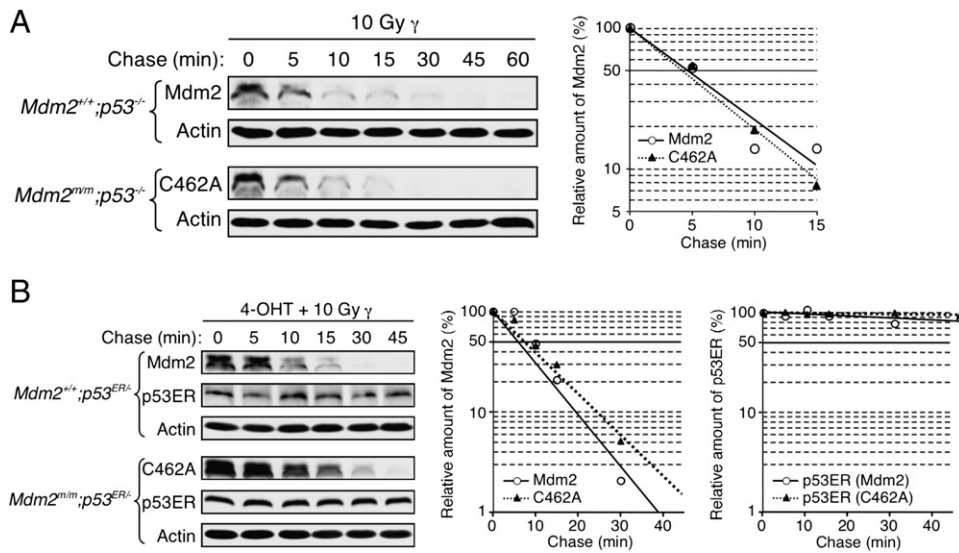 A
10 Gy γ
Chase (min): 0 5 10 15 30 45 60
Mdm2+/+;p53-/-
Mdm2
Actin
Mdm2m/m;p53-/-
C462A
Actin
Relative amount of Mdm2 (%)
100
50
10
5
Mdm2
C462A
0 5 10 15
Chase (min)
B
4-OHT + 10 Gy γ
Chase (min): 0 5 10 15 30 45
Mdm2+/+;p53ER/-
Mdm2
p53ER
Actin
Mdm2m/m;p53ER/-
C462A
p53ER
Actin
Relative amount of Mdm2 (%)
100
50
10
1
Mdm2
C462A
0 10 20 30 40
Chase (min)
Relative amount of p53ER (%)
100
50
10
1
p53ER (Mdm2)
p53ER (C462A)
0 10 20 30 40
Chase (min)